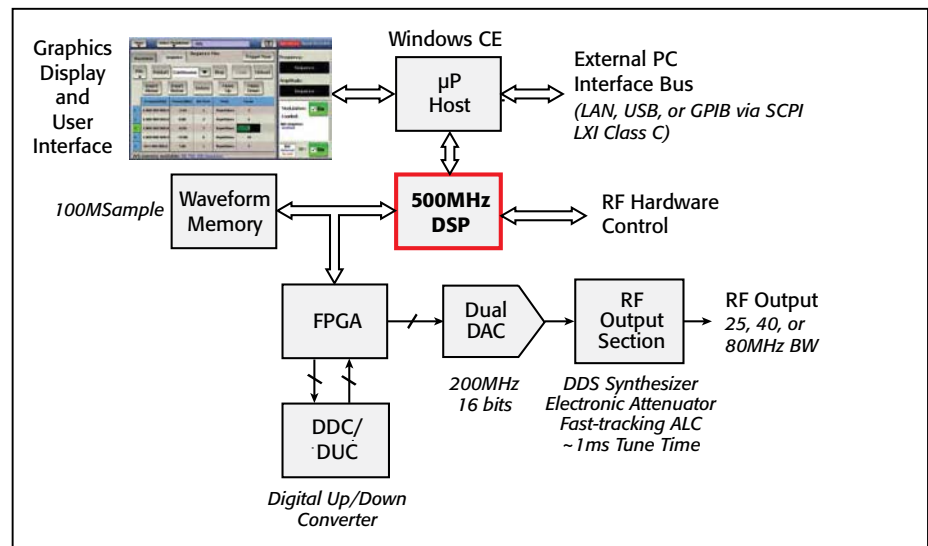 Graphics
Display
and
User
Interface
Windows CE
µP
Host
External PC
Interface Bus
(LAN, USB, or GPIB via SCPI
LXI Class C)
100MSample
Waveform
Memory
500MHz
DSP
RF Hardware
Control
FPGA
Dual
DAC
200MHz
16 bits
RF
Output
Section
DDS Synthesizer
Electronic Attenuator
Fast-tracking ALC
~1ms Tune Time
RF Output
25, 40, or
80MHz BW
DDC/
DUC
Digital Up/Down
Converter